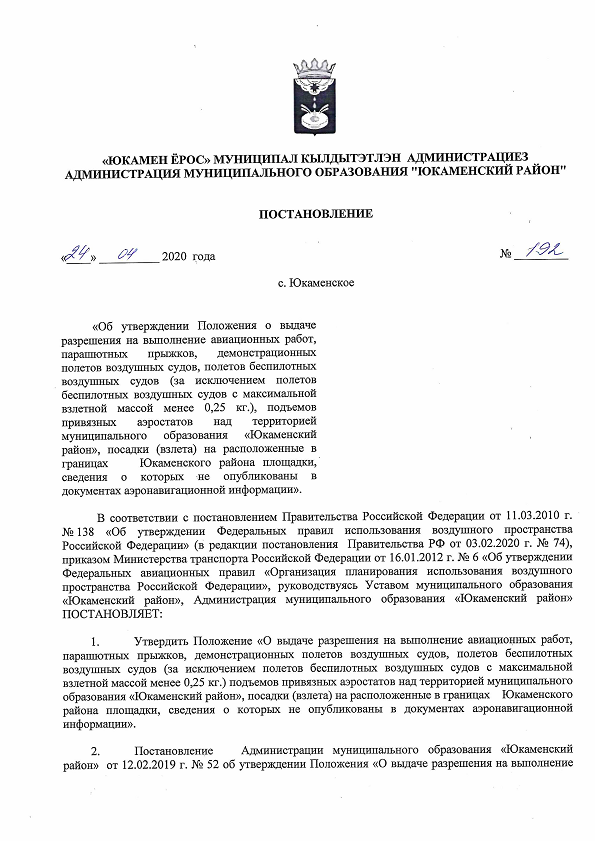 «ЮКАМЕН ЁРОС» МУНИЦИПАЛ КЫЛДЫТЭТЛЭН АДМИНИСТРАЦИЕЗ
АДМИНИСТРАЦИЯ МУНИЦИПАЛЬНОГО ОБРАЗОВАНИЯ "ЮКАМЕНСКИЙ РАЙОН"
ПОСТАНОВЛЕНИЕ
«24» 04 2020 года № 192
с. Юкаменское
«Об утверждении Положения о выдаче
разрешения на выполнение авиационных работ,
парашютных прыжков, демонстрационных
полетов воздушных судов, полетов беспилотных
воздушных судов (за исключением полетов
беспилотных воздушных судов с максимальной
взлетной массой менее 0,25 кг.), подъемов
привязных аэростатов над территорией
муниципального образования «Юкаменский
район», посадки (взлета) на расположенные в
границах Юкаменского района площадки,
сведения о которых не опубликованы в
документах аэронавигационной информации».
В соответствии с постановлением Правительства Российской Федерации от 11.03.2010 г.
№ 138 «Об утверждении Федеральных правил использования воздушного пространства
Российской Федерации» (в редакции постановления Правительства РФ от 03.02.2020 г. № 74),
приказом Министерства транспорта Российской Федерации от 16.01.2012 г. № 6 «Об утверждении
Федеральных авиационных правил «Организация планирования использования воздушного
пространства Российской Федерации», руководствуясь Уставом муниципального образования
«Юкаменский район», Администрация муниципального образования «Юкаменский район»
ПОСТАНОВЛЯЕТ:
1. Утвердить Положение «О выдаче разрешения на выполнение авиационных работ,
парашютных прыжков, демонстрационных полетов воздушных судов, полетов беспилотных
воздушных судов (за исключением полетов беспилотных воздушных судов с максимальной
взлетной массой менее 0,25 кг.) подъемов привязных аэростатов над территорией муниципального
образования «Юкаменский район», посадки (взлета) на расположенные в границах Юкаменского
района площадки, сведения о которых не опубликованы в документах аэронавигационной
информации».
2. Постановление Администрации муниципального образования «Юкаменский
район» от 12.02.2019 г. № 52 об утверждении Положения «О выдаче разрешения на выполнение